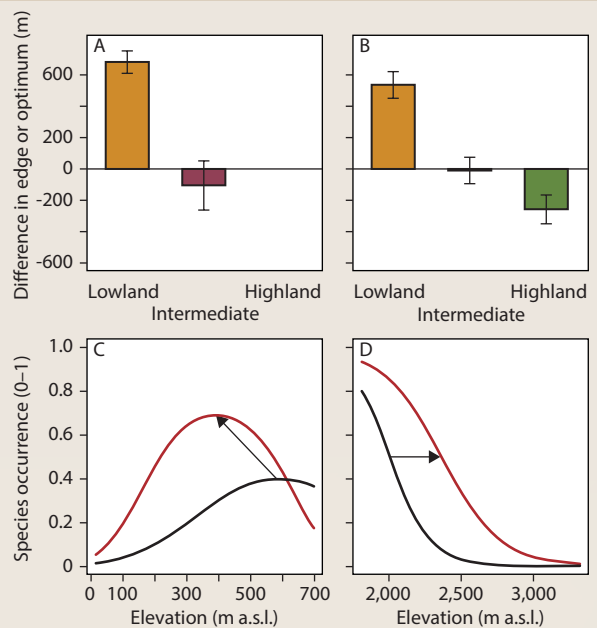 Difference in edge or optimum (m)
A
600
200
0
-200
-600
Lowland
Highland
Intermediate
B
Lowland
Highland
Intermediate
Species occurrence (0–1)
C
1.0
0.8
0.6
0.4
0.2
0
0 100 300 500 700
Elevation (m a.s.l.)
D
2,000 2,500 3,000
Elevation (m a.s.l.)